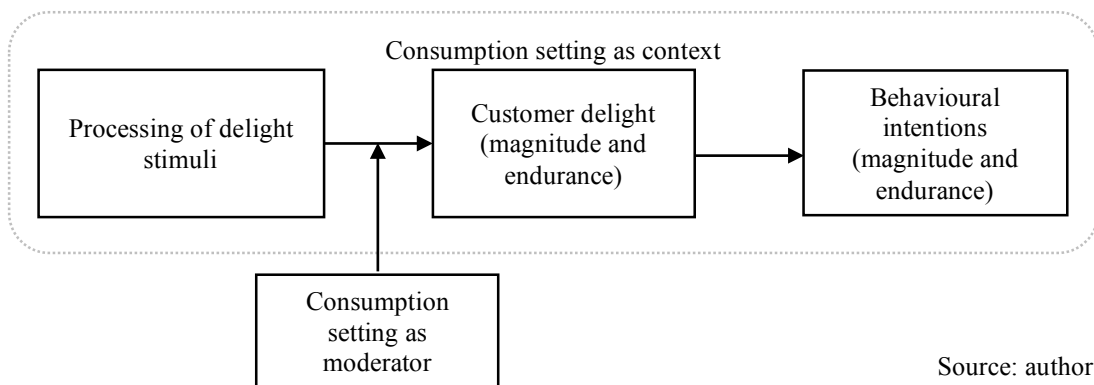 Consumption setting as context
Processing of delight
stimuli
Customer delight
(magnitude and
endurance)
Behavioural
intentions
(magnitude and
endurance)
Consumption
setting as
moderator
Source: author